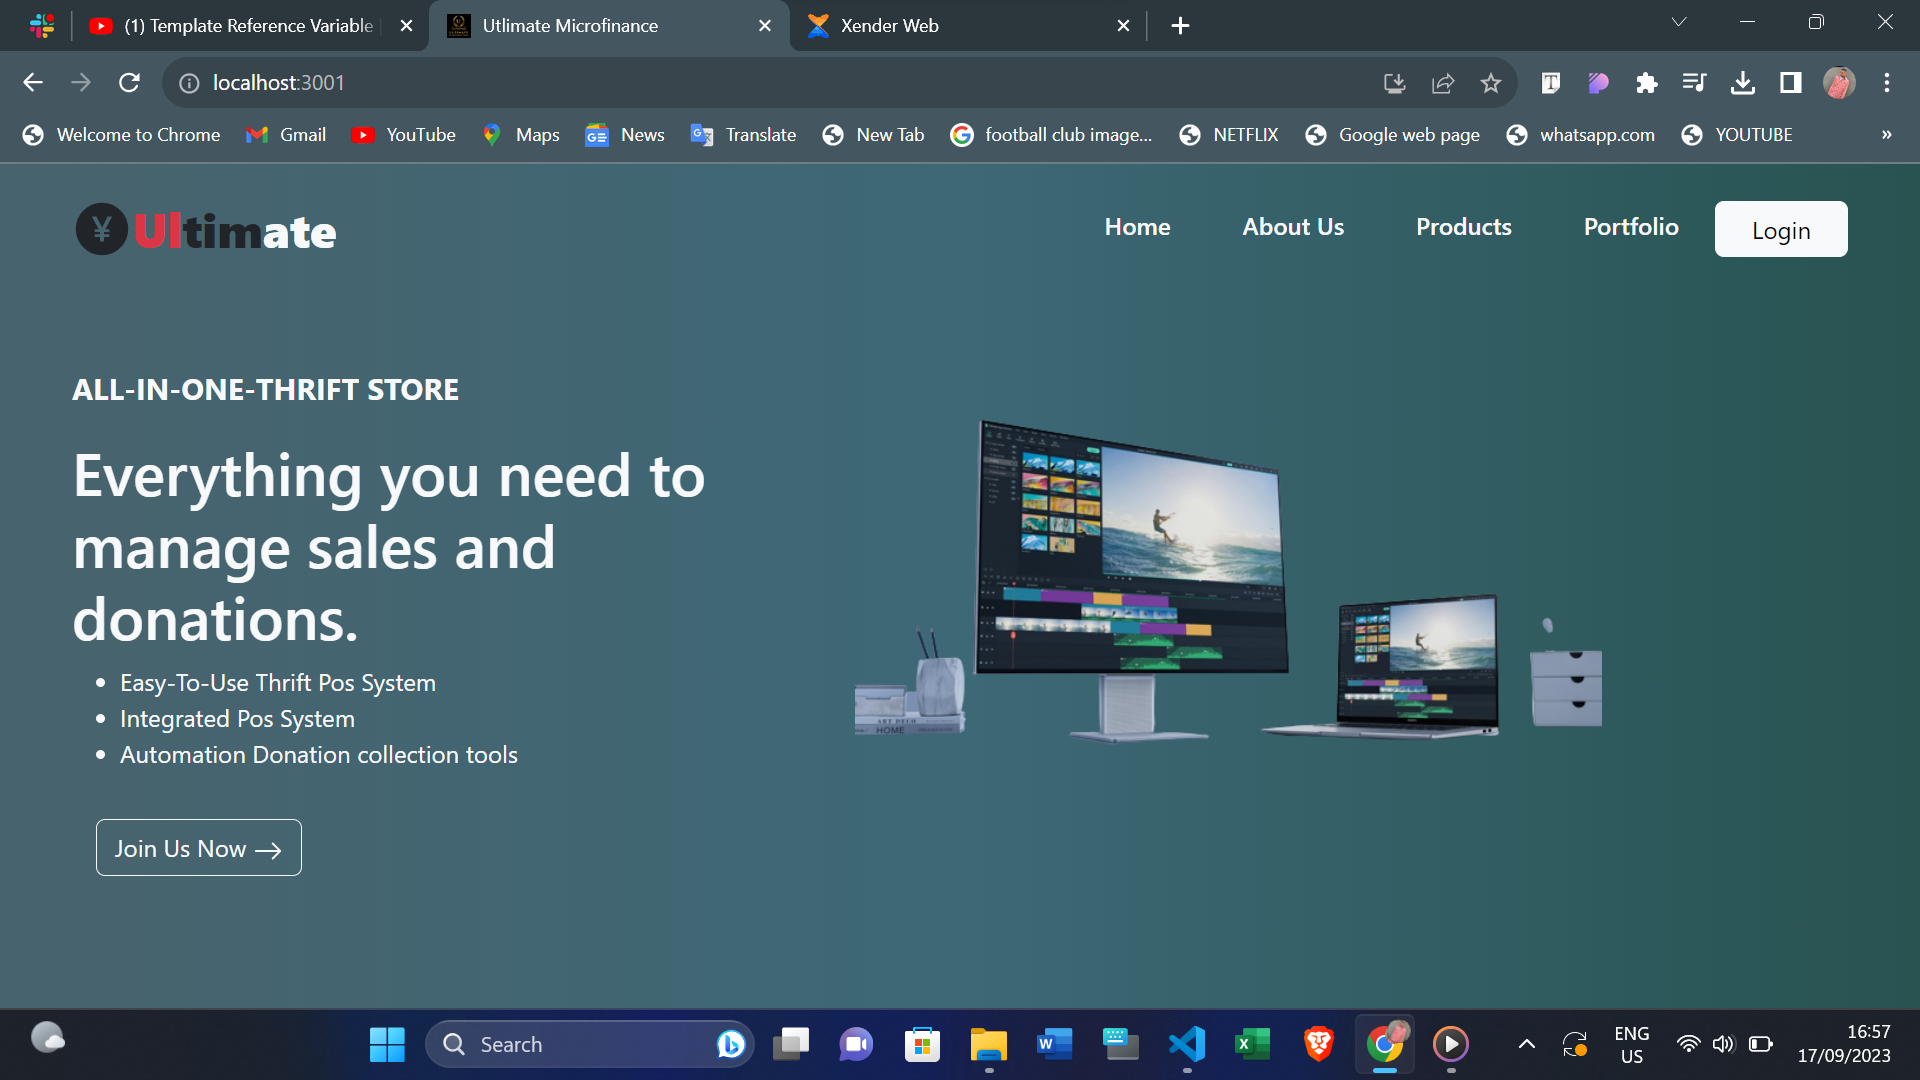 (1) Template Reference Variable
Utlimate Microfinance
Xender Web
localhost:3001
Welcome to Chrome
Gmail
YouTube
Maps
News
Translate
New Tab
football club image...
NETFLIX
Google web page
whatsapp.com
YOUTUBE
»
¥ Ultimate
Home
About Us
Products
Portfolio
Login
ALL-IN-ONE-THRIFT STORE
Everything you need to
manage sales and
donations.
• Easy-To-Use Thrift Pos System
• Integrated Pos System
• Automation Donation collection tools
Join Us Now →
ART DECO
HOME
Search
ENG
US
16:57
17/09/2023